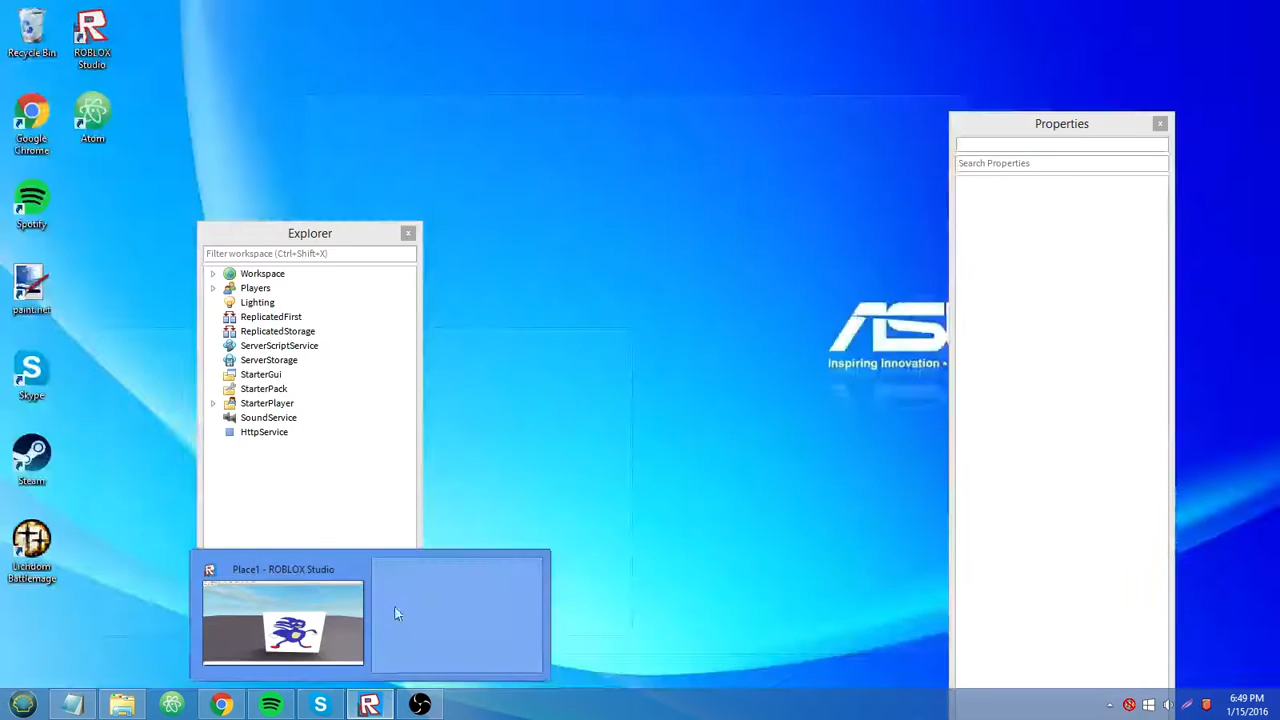 Recycle Bin
ROBLOX
Studio
Google
Chrome
Atom
Spotify
paint.net
Skype
Steam
Battlemage
Explorer
Filter workspace (Ctrl+Shift+X)
Workspace
Players
Lighting
ReplicatedFirst
ReplicatedStorage
ServerScriptService
ServerStorage
StarterGui
StarterPack
StarterPlayer
SoundService
HttpService
Inspiring Innovation •
Properties
Search Properties
Place1 - ROBLOX Studio
6:49 PM
1/15/2016